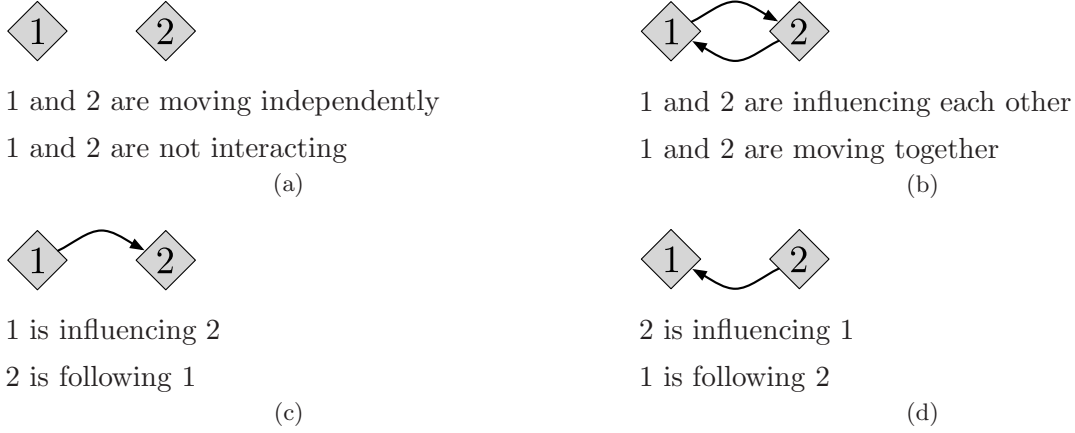 1 2
1 and 2 are moving independently
1 and 2 are not interacting
(a)
1 2
1 and 2 are influencing each other
1 and 2 are moving together
(b)
1 2
1 is influencing 2
2 is following 1
(c)
1 2
2 is influencing 1
1 is following 2
(d)